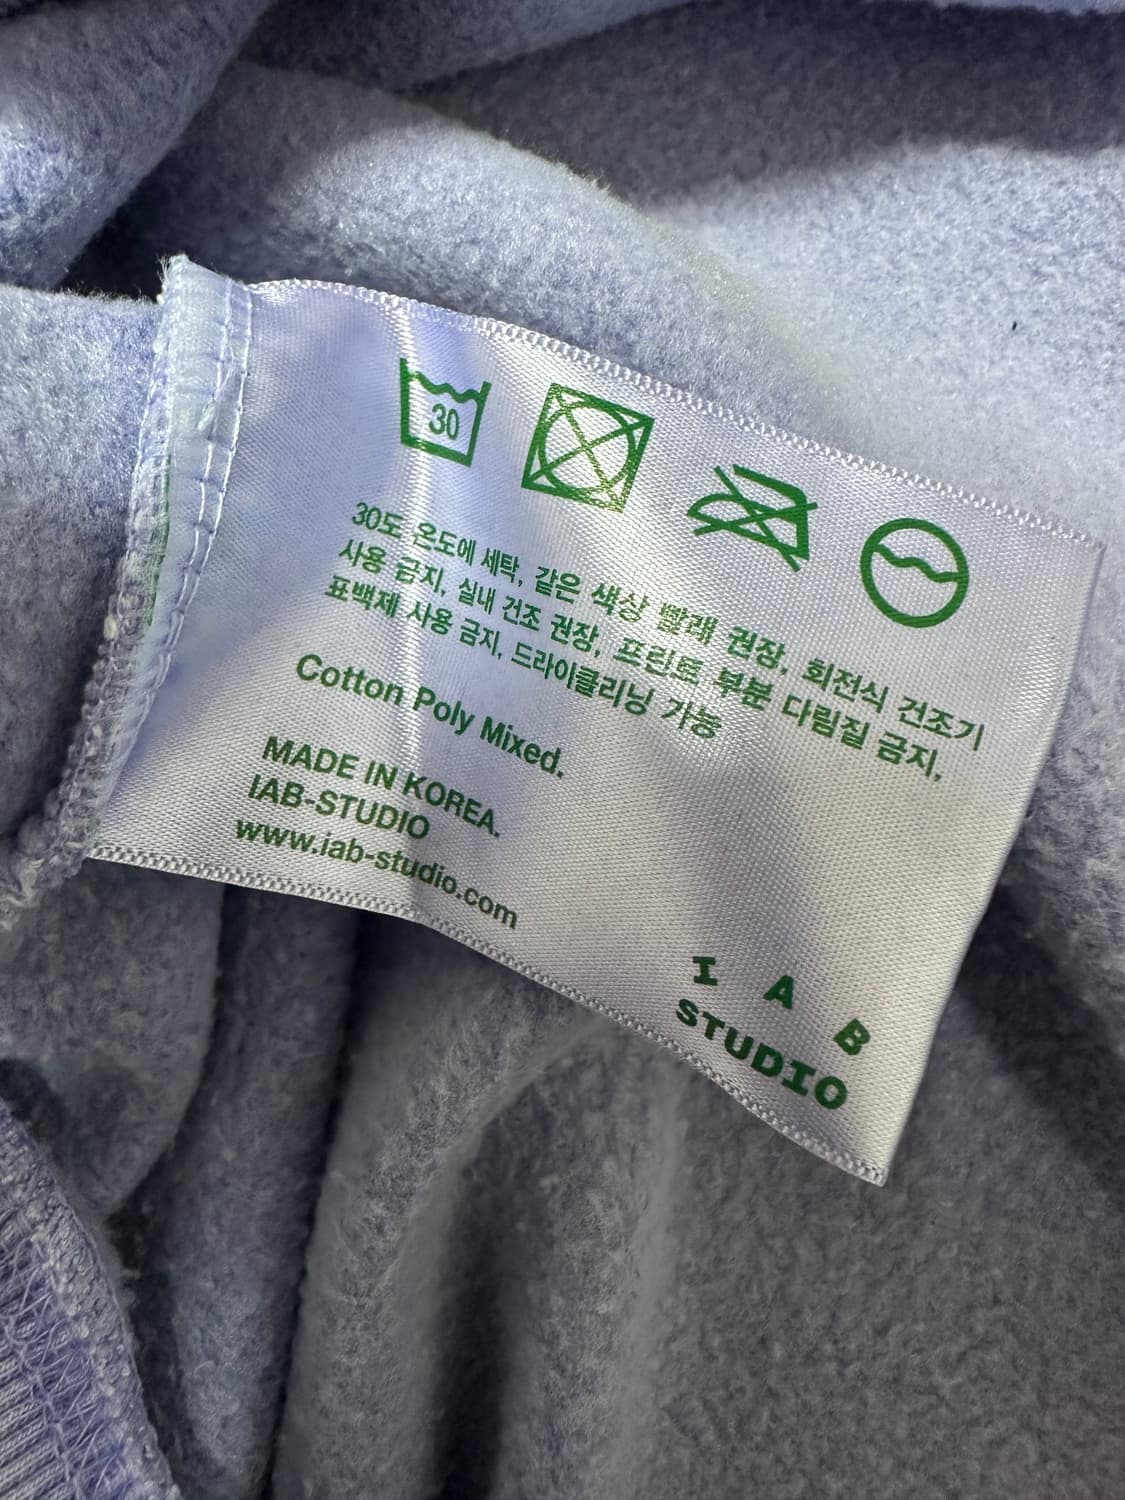 30
30도 온도에 세탁, 같은 색상 빨래 권장, 회전식 건조기
사용 금지, 실내 건조 권장, 프린트 부분 다림질 금지,
표백제 사용 금지, 드라이클리닝 가능
Cotton Poly Mixed.
MADE IN KOREA.
IAB-STUDIO
www.iab-studio.com
I A B
STUDIO